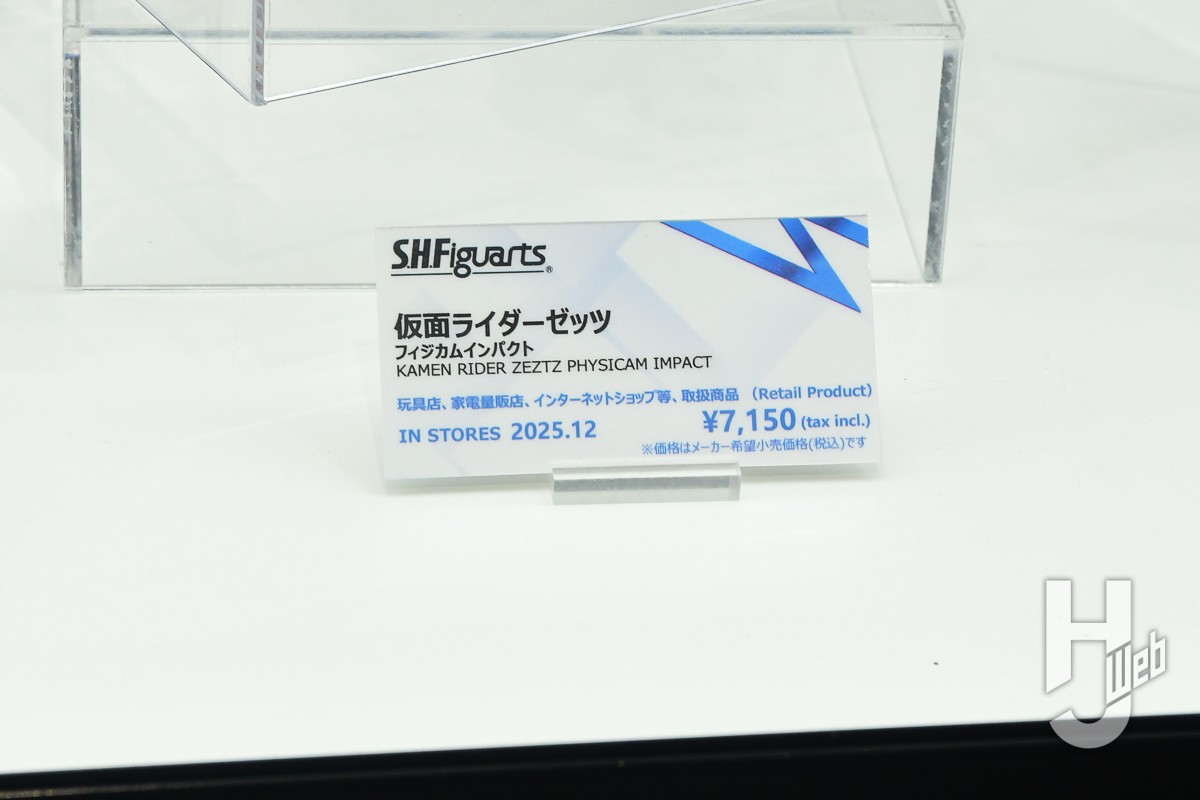 S.H.Figuarts®
仮面ライダーゼッツ
フィジカムインパクト
KAMEN RIDER ZEZTZ PHYSICAM IMPACT
玩具店、家電量販店、インターネットショップ等、取扱商品 （Retail Product）
IN STORES 2025.12
¥7,150 (tax incl.)
※価格はメーカー希望小売価格(税込)です
HJ Web